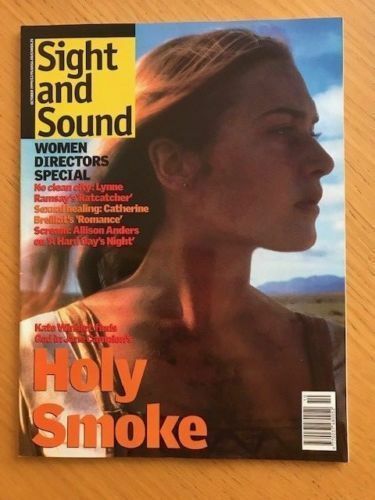 Sight
and
Sound
WOMEN
DIRECTORS
SPECIAL
No clean city: Lynne
Ramsay's 'Ratcatcher'
Sexual healing: Catherine
Breillat's 'Romance'
Scream: Allison Anders
on 'A Hard Day's Night'
Kate Winslet finds
God in Jane Campion's
Holy
Smoke